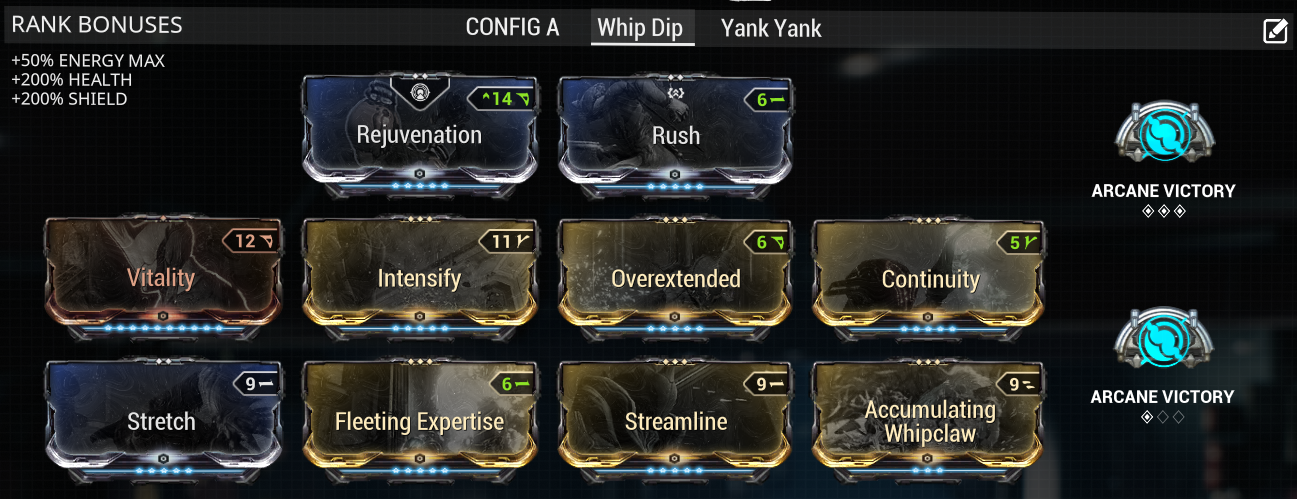 RANK BONUSES
CONFIG A Whip Dip Yank Yank
+50% ENERGY MAX
+200% HEALTH
+200% SHIELD
14
Rejuvenation
6
Rush
ARCANE VICTORY
12
Vitality
11
Intensify
6
Overextended
5
Continuity
9
Stretch
6
Fleeting Expertise
9
Streamline
9
Accumulating
Whipclaw
ARCANE VICTORY